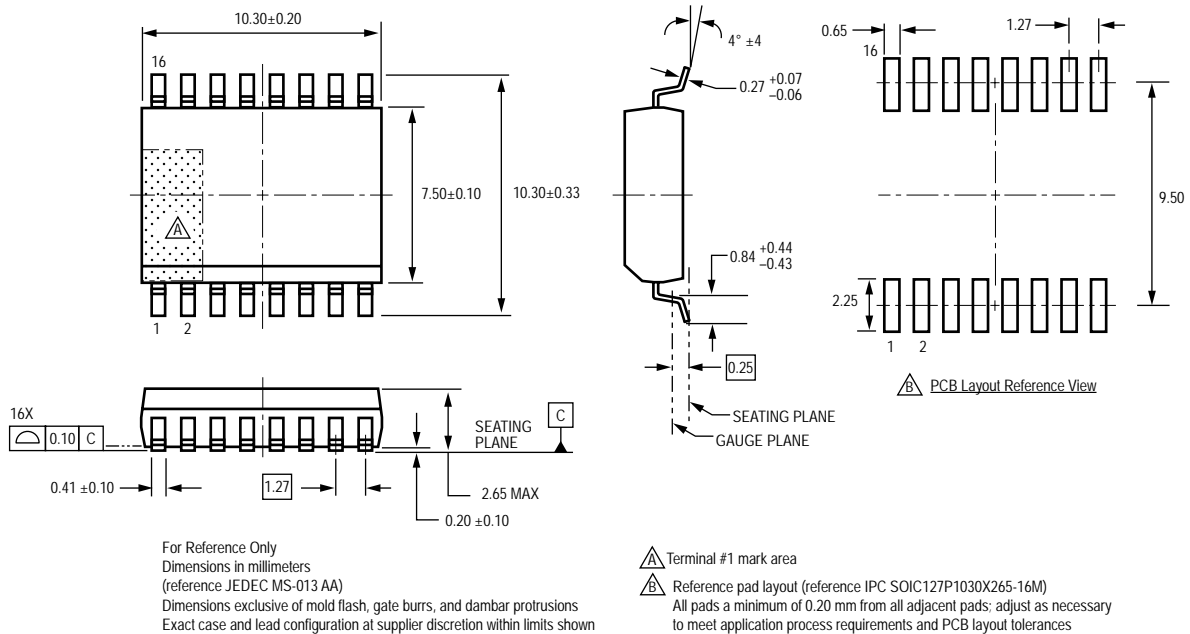 10.30±0.20
16
7.50±0.10
10.30±0.33
A
1 2
4° ±4
0.27 +0.07
–0.06
0.84 +0.44
–0.43
0.25
SEATING PLANE
GAUGE PLANE
0.65
16
1.27
9.50
2.25
1 2
B PCB Layout Reference View
16X
0.10 C
SEATING
PLANE
C
0.41 ±0.10
1.27
2.65 MAX
0.20 ±0.10
For Reference Only
Dimensions in millimeters
(reference JEDEC MS-013 AA)
Dimensions exclusive of mold flash, gate burrs, and dambar protrusions
Exact case and lead configuration at supplier discretion within limits shown
A Terminal #1 mark area
B Reference pad layout (reference IPC SOIC127P1030X265-16M)
All pads a minimum of 0.20 mm from all adjacent pads; adjust as necessary
to meet application process requirements and PCB layout tolerances